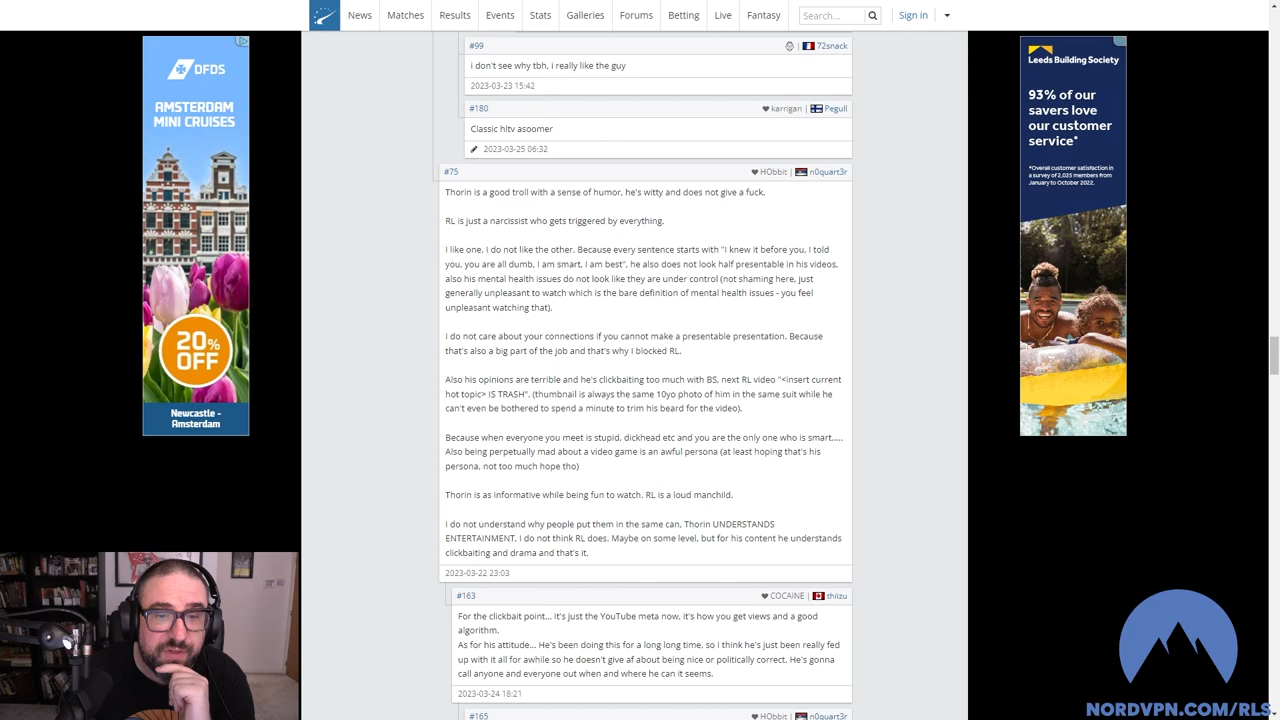 News
Matches
Results
Events
Stats
Galleries
Forums
Betting
Live
Fantasy
Search...
Sign in
#99
72snack
i don't see why tbh, i really like the guy
2023-03-23 15:42
#180
karrigan | Pegull
Classic hltv asoomer
2023-03-25 06:32
#75
HObbit | n0quart3r
Thorin is a good troll with a sense of humor, he's witty and does not give a fuck.
RL is just a narcissist who gets triggered by everything.
I like one, I do not like the other. Because every sentence starts with "I knew it before you, I told
you, you are all dumb, I am smart, I am best", he also does not look half presentable in his videos,
also his mental health issues do not look like they are under control (not shaming here, just
generally unpleasant to watch which is the bare definition of mental health issues - you feel
unpleasant watching that).
I do not care about your connections if you cannot make a presentable presentation. Because
that's also a big part of the job and that's why I blocked RL.
Also his opinions are terrible and he's clickbaiting too much with BS, next RL video "<insert current
hot topic> IS TRASH". (thumbnail is always the same 10yo photo of him in the same suit while he
can't even be bothered to spend a minute to trim his beard for the video).
Because when everyone you meet is stupid, dickhead etc and you are the only one who is smart.....
Also being perpetually mad about a video game is an awful persona (at least hoping that's his
persona, not too much hope tho)
Thorin is as informative while being fun to watch. RL is a loud manchild.
I do not understand why people put them in the same can, Thorin UNDERSTANDS
ENTERTAINMENT, I do not think RL does. Maybe on some level, but for his content he understands
clickbaiting and drama and that's it.
2023-03-22 23:03
#163
COCAINE | thiizu
For the clickbait point... It's just the YouTube meta now, it's how you get views and a good
algorithm.
As for his attitude... He's been doing this for a long long time, so I think he's just been really fed
up with it all for awhile so he doesn't give af about being nice or politically correct. He's gonna
call anyone and everyone out when and where he can it seems.
2023-03-24 18:21
#165
HObbit | n0quart3r
DFDS
AMSTERDAM
MINI CRUISES
20%
OFF
Newcastle -
Amsterdam
Leeds Building Society
93% of our
savers love
our customer
service*
*Overall customer satisfaction in
a survey of 2,025 members from
January to October 2022.
NORDVPN.COM/RLS